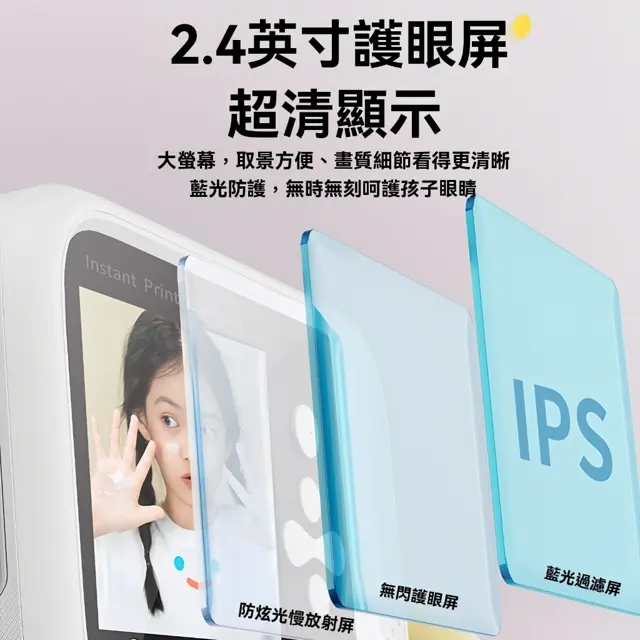 2.4英寸護眼屏
超清顯示
大螢幕，取景方便、畫質細節看得更清晰
藍光防護，無時無刻呵護孩子眼睛
Instant Print
IPS
藍光過濾屏
無閃護眼屏
防炫光慢放射屏